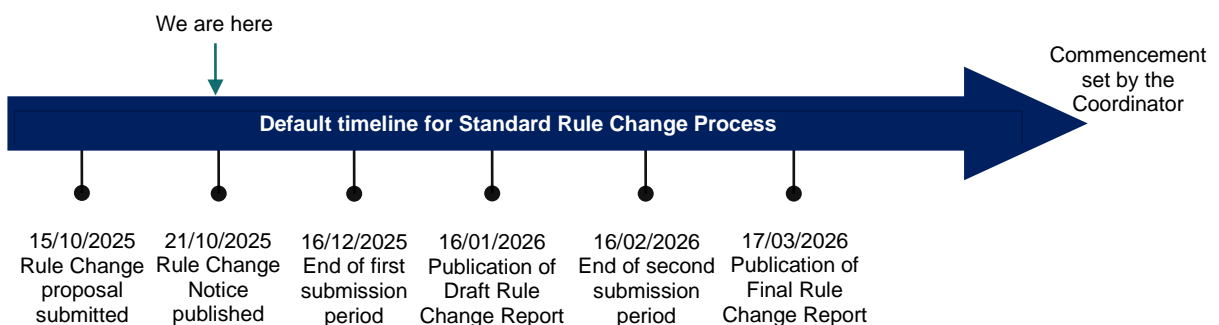 We are here
Commencement
set by the
Coordinator
Default timeline for Standard Rule Change Process
15/10/2025
Rule Change
proposal
submitted
21/10/2025
Rule Change
Notice
published
16/12/2025
End of first
submission
period
16/01/2026
Publication of
Draft Rule
Change Report
16/02/2026
End of second
submission
period
17/03/2026
Publication of
Final Rule
Change Report